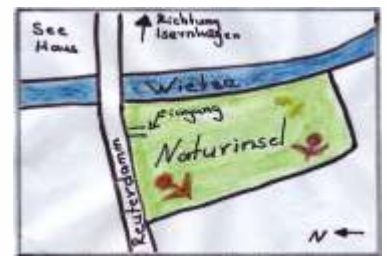 See
Haus
Richtung
Isernhagen
Wietze
Eingang
Naturinsel
Reuterdamm
N